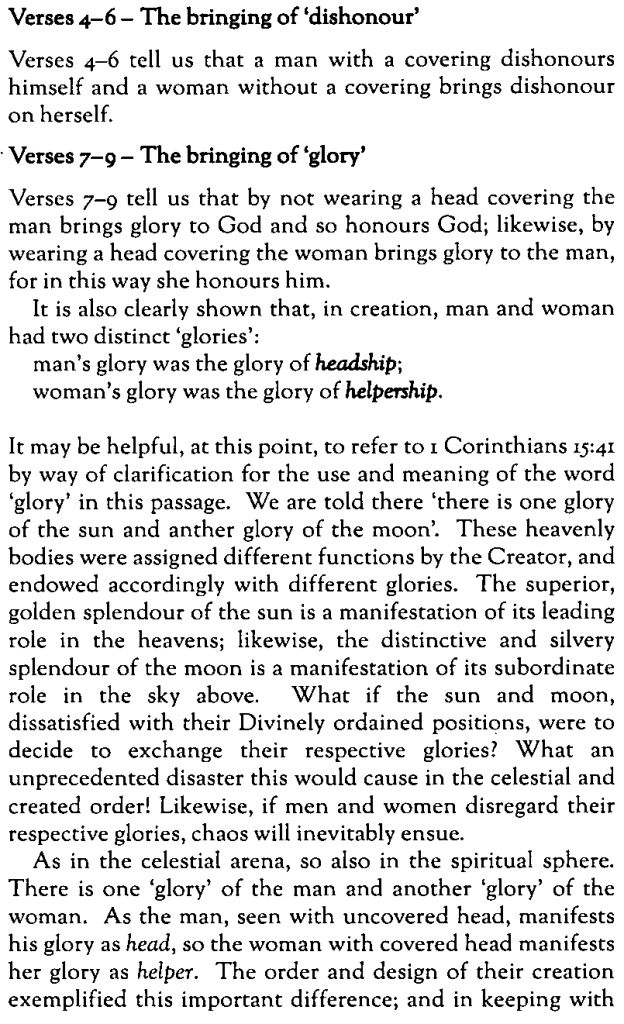 Verses 4–6 – The bringing of ‘dishonour’
Verses 4–6 tell us that a man with a covering dishonours
himself and a woman without a covering brings dishonour
on herself.
Verses 7–9 – The bringing of ‘glory’
Verses 7–9 tell us that by not wearing a head covering the
man brings glory to God and so honours God; likewise, by
wearing a head covering the woman brings glory to the man,
for in this way she honours him.
It is also clearly shown that, in creation, man and woman
had two distinct ‘glories’:
man’s glory was the glory of headship;
woman’s glory was the glory of helpership.
It may be helpful, at this point, to refer to 1 Corinthians 15:41
by way of clarification for the use and meaning of the word
‘glory’ in this passage. We are told there ‘there is one glory
of the sun and anther glory of the moon’. These heavenly
bodies were assigned different functions by the Creator, and
endowed accordingly with different glories. The superior,
golden splendour of the sun is a manifestation of its leading
role in the heavens; likewise, the distinctive and silvery
splendour of the moon is a manifestation of its subordinate
role in the sky above. What if the sun and moon,
dissatisfied with their Divinely ordained positions, were to
decide to exchange their respective glories? What an
unprecedented disaster this would cause in the celestial and
created order! Likewise, if men and women disregard their
respective glories, chaos will inevitably ensue.
As in the celestial arena, so also in the spiritual sphere.
There is one ‘glory’ of the man and another ‘glory’ of the
woman. As the man, seen with uncovered head, manifests
his glory as head, so the woman with covered head manifests
her glory as helper. The order and design of their creation
exemplified this important difference; and in keeping with